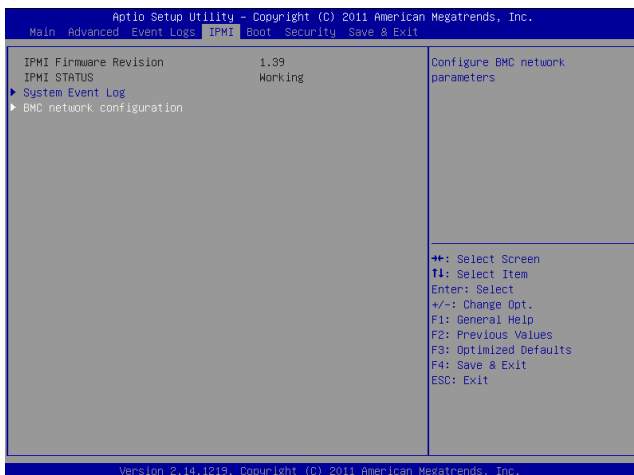 Aptio Setup Utility – Copyright (C) 2011 American Megatrends, Inc.
Main Advanced Event Logs IPMI Boot Security Save & Exit
IPMI Firmware Revision 1.39
IPMI STATUS Working
System Event Log
BMC network configuration
Configure BMC network
parameters
→←: Select Screen
↑↓: Select Item
Enter: Select
+/-: Change Opt.
F1: General Help
F2: Previous Values
F3: Optimized Defaults
F4: Save & Exit
ESC: Exit
Version 2.14.1219. Copyright (C) 2011 American Megatrends, Inc.